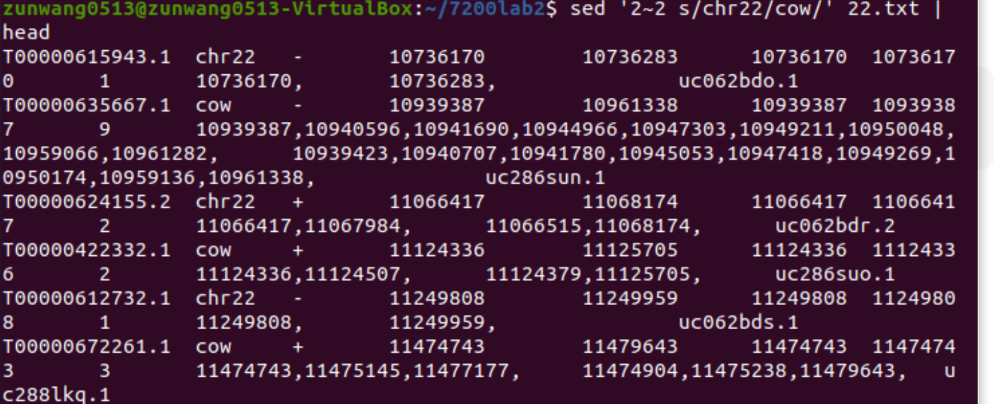 zunwang0513@zunwang0513-VirtualBox:~/7200lab2$ sed '2~2 s/chr22/cow/' 22.txt |
head
T00000615943.1 chr22 - 10736170 10736283 10736170 1073617
0 1 10736170, 10736283, uc062bdo.1
T00000635667.1 cow - 10939387 10961338 10939387 1093938
7 9 10939387,10940596,10941690,10944966,10947303,10949211,10950048,
10959066,10961282, 10939423,10940707,10941780,10945053,10947418,10949269,1
0950174,10959136,10961338, uc286sun.1
T00000624155.2 chr22 + 11066417 11068174 11066417 1106641
7 2 11066417,11067984, 11066515,11068174, uc062bdr.2
T00000422332.1 cow + 11124336 11125705 11124336 1112433
6 2 11124336,11124507, 11124379,11125705, uc286suo.1
T00000612732.1 chr22 - 11249808 11249959 11249808 1124980
8 1 11249808, 11249959, uc062bds.1
T00000672261.1 cow + 11474743 11479643 11474743 1147474
3 3 11474743,11475145,11477177, 11474904,11475238,11479643, u
c288lkq.1